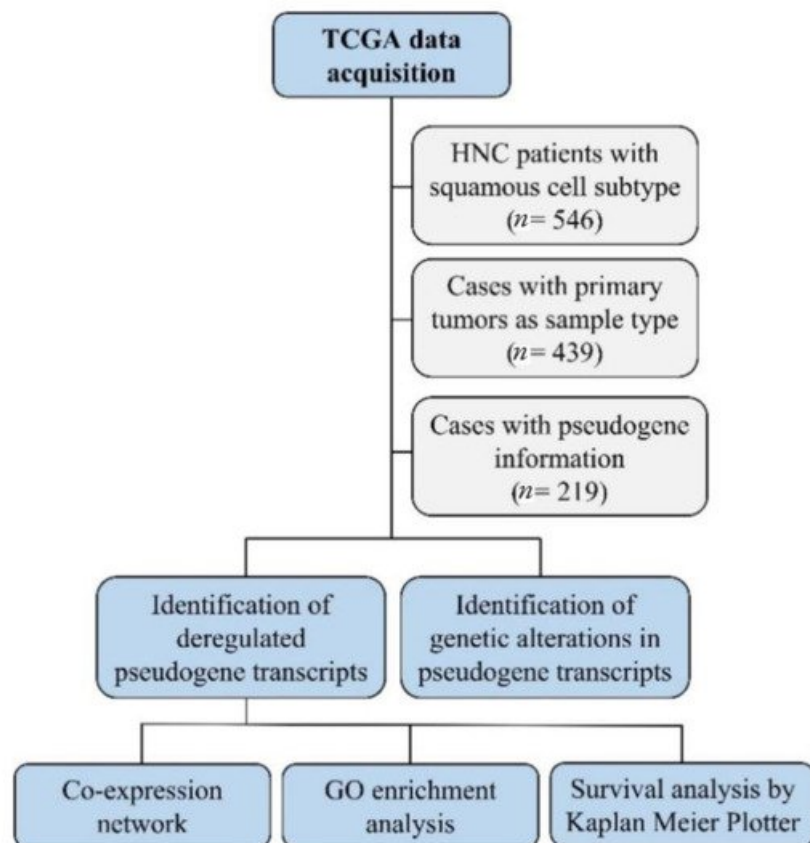 TCGA data
acquisition
HNC patients with
squamous cell subtype
(n= 546)
Cases with primary
tumors as sample type
(n= 439)
Cases with pseudogene
information
(n= 219)
Identification of
deregulated
pseudogene transcripts
Identification of
genetic alterations in
pseudogene transcripts
Co-expression
network
GO enrichment
analysis
Survival analysis by
Kaplan Meier Plotter